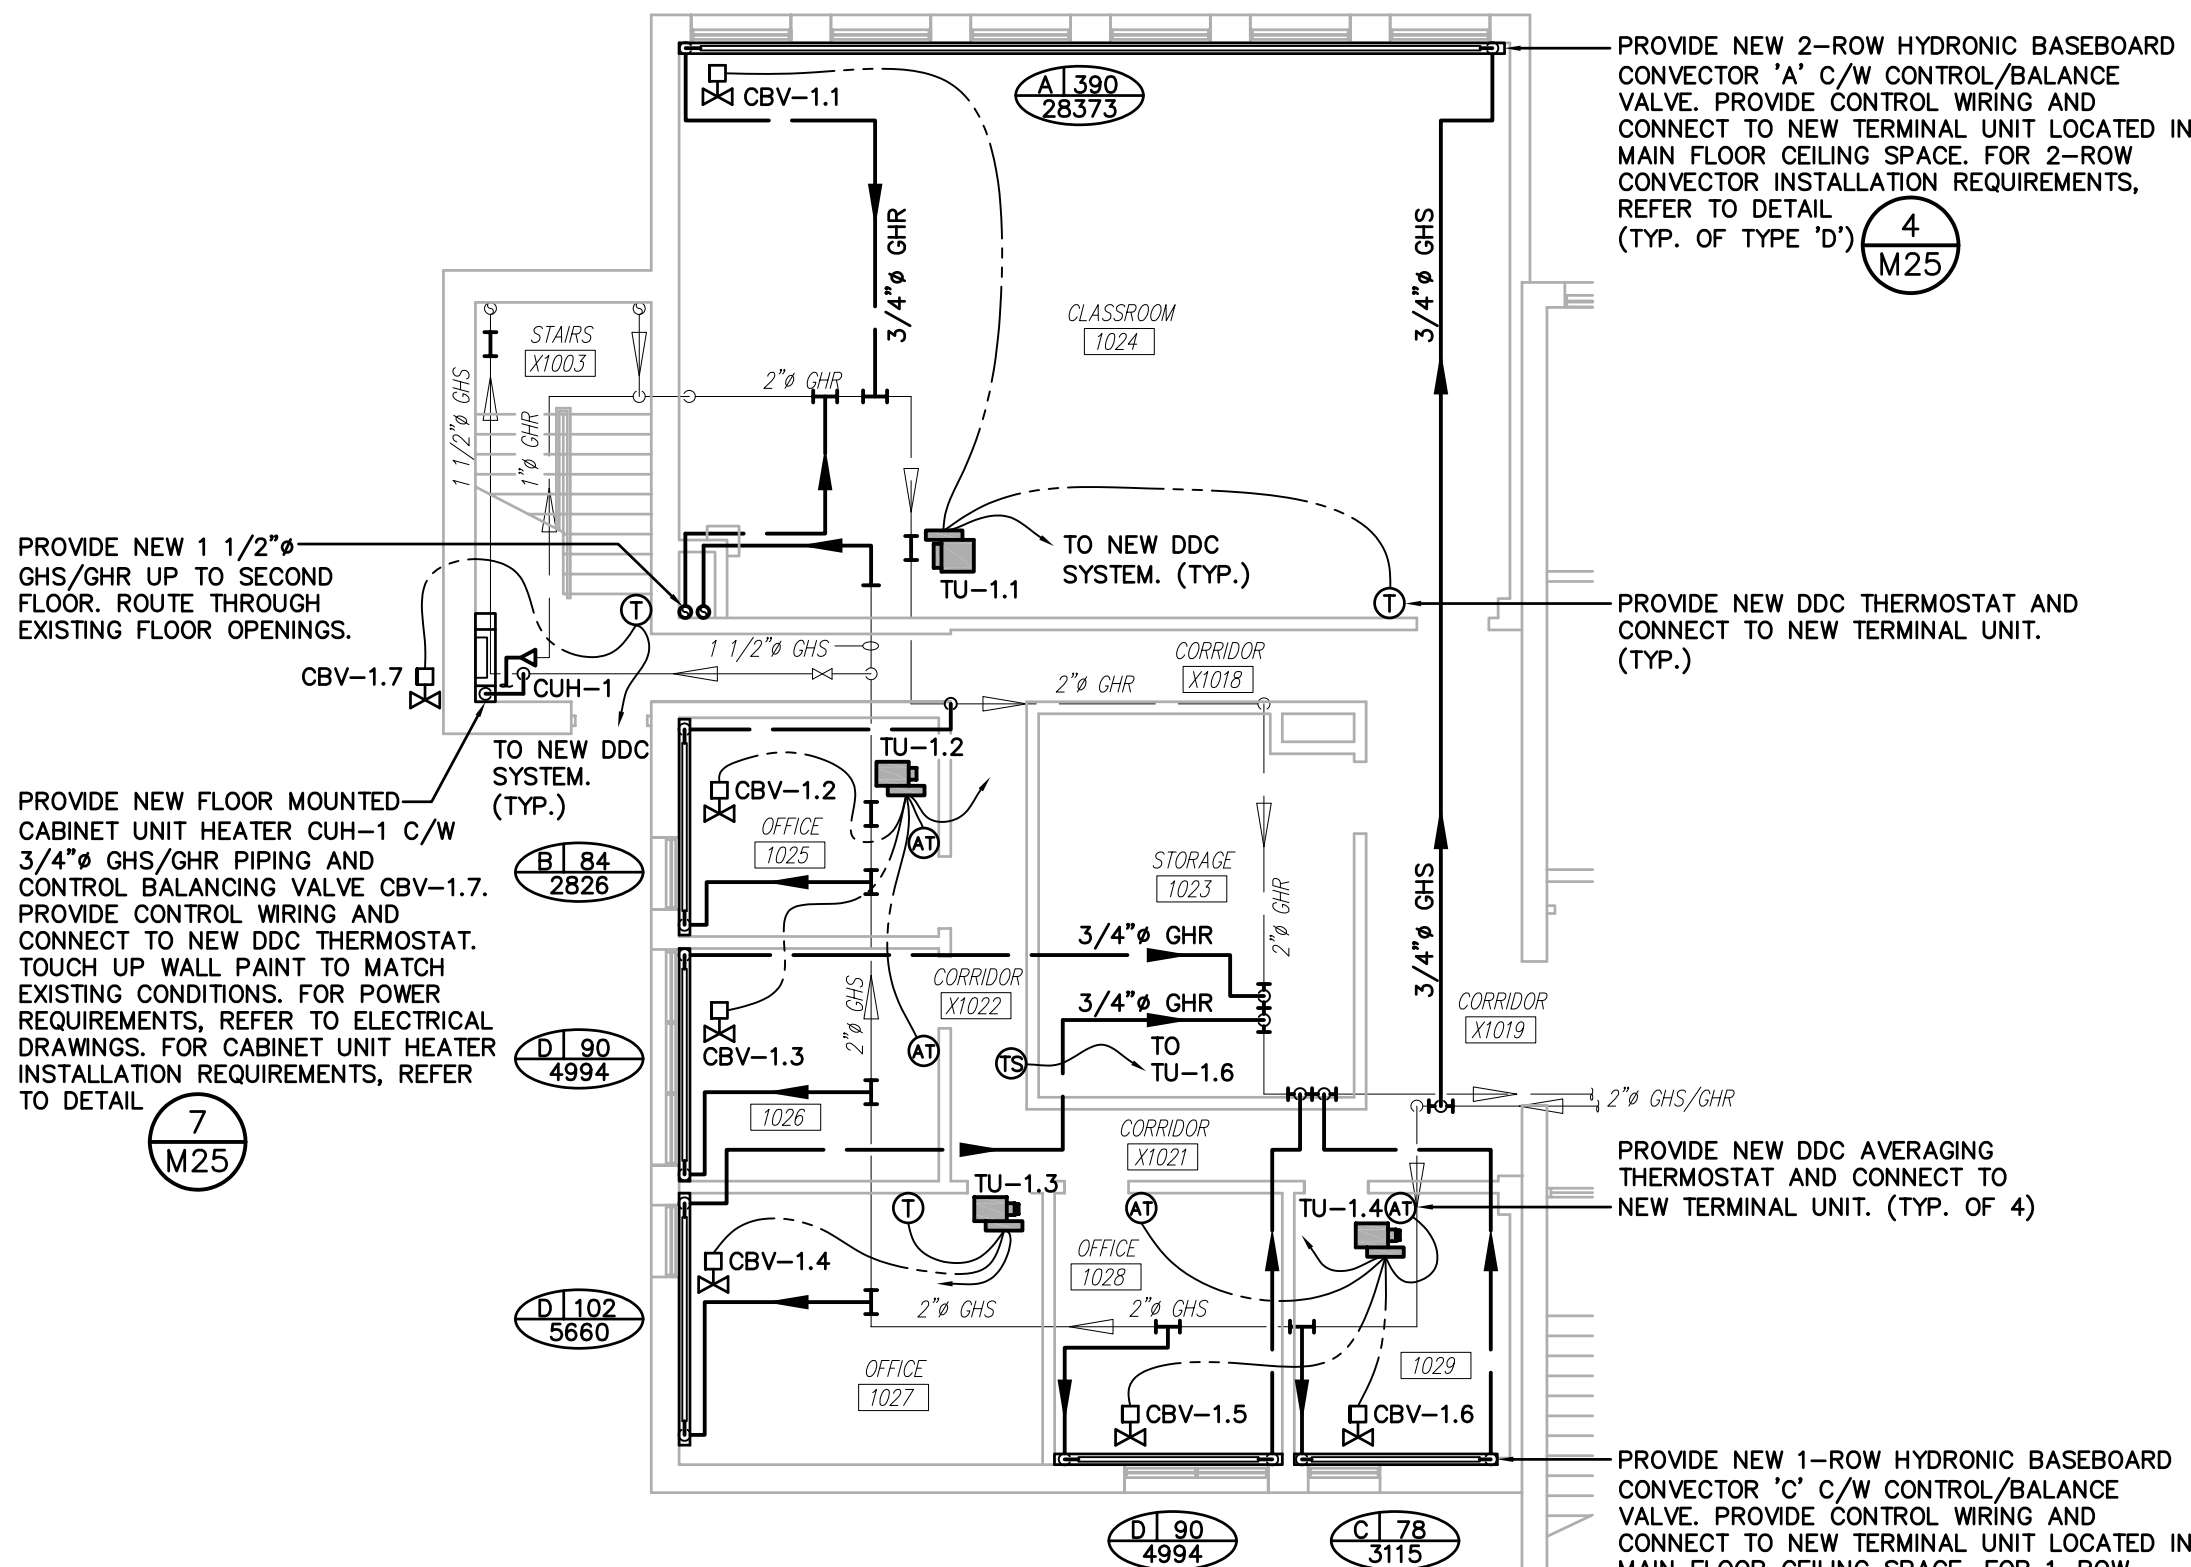 PROVIDE NEW 2-ROW HYDRONIC BASEBOARD
CONVECTOR 'A' C/W CONTROL/BALANCE
VALVE. PROVIDE CONTROL WIRING AND
CONNECT TO NEW TERMINAL UNIT LOCATED IN
MAIN FLOOR CEILING SPACE. FOR 2-ROW
CONVECTOR INSTALLATION REQUIREMENTS,
REFER TO DETAIL
(TYP. OF TYPE 'D')
4
M25
CBV-1.1
A 390
28373
3/4"ø GHR
3/4"ø GHS
CLASSROOM
1024
STAIRS
X1003
2"ø GHR
1 1/2"ø GHS
1"ø GHR
PROVIDE NEW 1 1/2"ø
GHS/GHR UP TO SECOND
FLOOR. ROUTE THROUGH
EXISTING FLOOR OPENINGS.
TO NEW DDC
SYSTEM. (TYP.)
TU-1.1
T
T
PROVIDE NEW DDC THERMOSTAT AND
CONNECT TO NEW TERMINAL UNIT.
(TYP.)
1 1/2"ø GHS
CORRIDOR
X1018
2"ø GHR
CBV-1.7
CUH-1
TO NEW DDC
SYSTEM.
(TYP.)
TU-1.2
CBV-1.2
OFFICE
1025
AT
B 84
2826
PROVIDE NEW FLOOR MOUNTED
CABINET UNIT HEATER CUH-1 C/W
3/4"ø GHS/GHR PIPING AND
CONTROL BALANCING VALVE CBV-1.7.
PROVIDE CONTROL WIRING AND
CONNECT TO NEW DDC THERMOSTAT.
TOUCH UP WALL PAINT TO MATCH
EXISTING CONDITIONS. FOR POWER
REQUIREMENTS, REFER TO ELECTRICAL
DRAWINGS. FOR CABINET UNIT HEATER
INSTALLATION REQUIREMENTS, REFER
TO DETAIL
7
M25
STORAGE
1023
2"ø GHR
3/4"ø GHR
3/4"ø GHR
3/4"ø GHS
CORRIDOR
X1022
2"ø GHS
CORRIDOR
X1019
CBV-1.3
AT
TS
TO
TU-1.6
D 90
4994
1026
2"ø GHS/GHR
CORRIDOR
X1021
PROVIDE NEW DDC AVERAGING
THERMOSTAT AND CONNECT TO
NEW TERMINAL UNIT. (TYP. OF 4)
TU-1.3
T
AT
TU-1.4
AT
CBV-1.4
OFFICE
1028
D 102
5660
2"ø GHS
2"ø GHS
OFFICE
1027
1029
CBV-1.5
CBV-1.6
D 90
4994
C 78
3115
PROVIDE NEW 1-ROW HYDRONIC BASEBOARD
CONVECTOR 'C' C/W CONTROL/BALANCE
VALVE. PROVIDE CONTROL WIRING AND
CONNECT TO NEW TERMINAL UNIT LOCATED IN
MAIN FLOOR CEILING SPACE. FOR 1-ROW